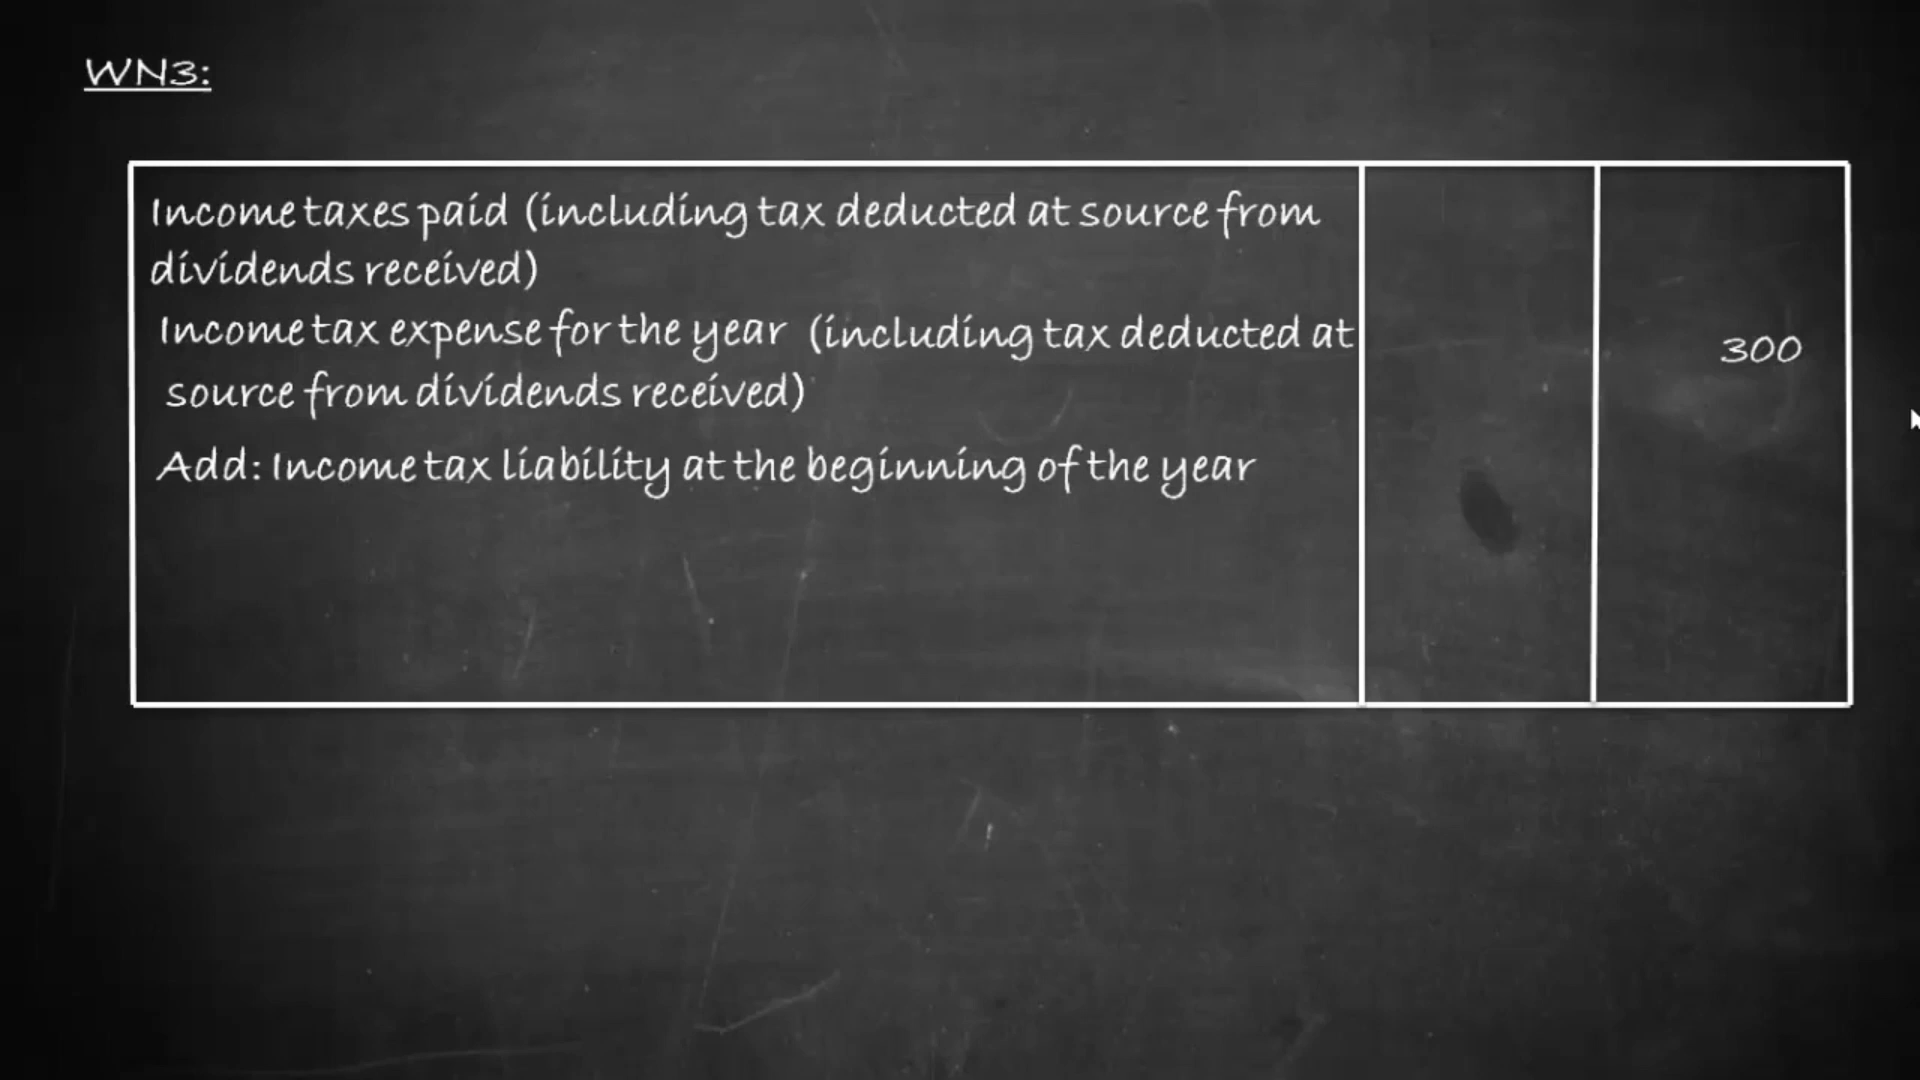 WN3:
Income taxes paid (including tax deducted at source from
dividends received)
Income tax expense for the year (including tax deducted at
300
source from dividends received)
Add: Income tax liability at the beginning of the year